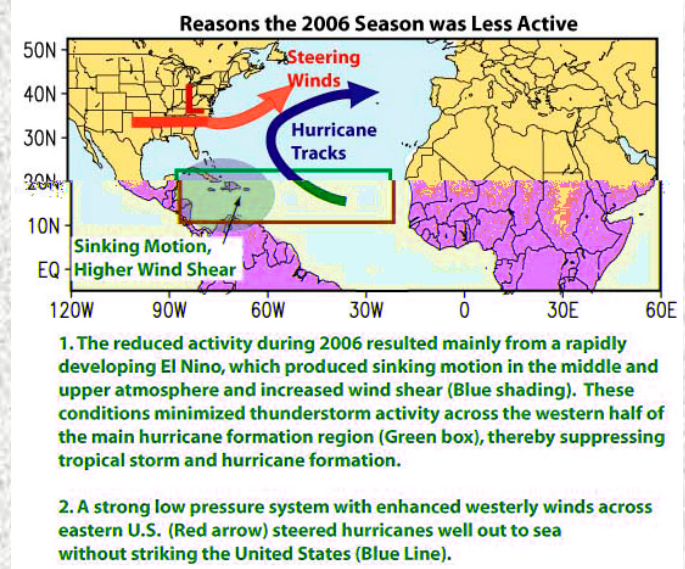 Reasons the 2006 Season was Less Active
50N
Steering
Winds
40N
L
Hurricane
Tracks
30N
20N
10N
Sinking Motion,
Higher Wind Shear
EQ
120W 90W 60W 30W 0 30E 60E
1. The reduced activity during 2006 resulted mainly from a rapidly
developing El Nino, which produced sinking motion in the middle and
upper atmosphere and increased wind shear (Blue shading). These
conditions minimized thunderstorm activity across the western half of
the main hurricane formation region (Green box), thereby suppressing
tropical storm and hurricane formation.
2. A strong low pressure system with enhanced westerly winds across
eastern U.S. (Red arrow) steered hurricanes well out to sea
without striking the United States (Blue Line).